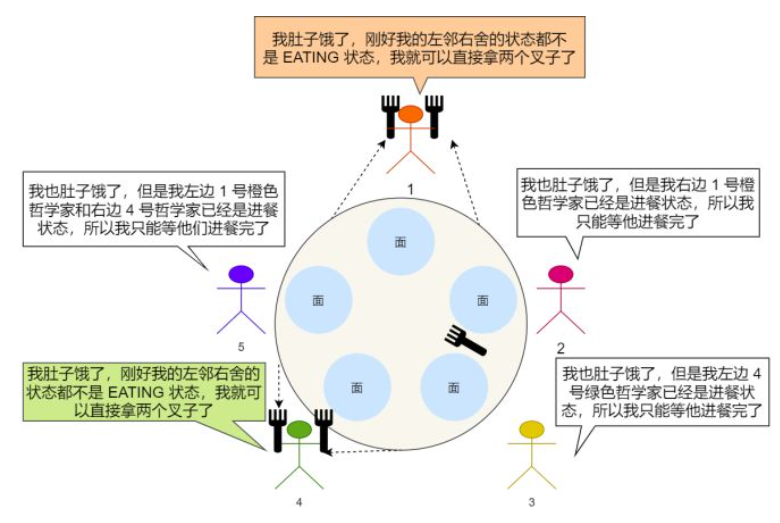 我肚子饿了，刚好我的左邻右舍的状态都不
是 EATING 状态，我就可以直接拿两个叉子了
我也肚子饿了，但是我左边 1 号橙色
哲学家和右边 4 号哲学家已经是进餐
状态，所以我只能等他们进餐完了
我也肚子饿了，但是我右边 1 号橙
色哲学家已经是进餐状态，所以我
只能等他进餐完了
1
面
面
面
5
2
我肚子饿了，刚好我的左邻右舍的
状态都不是 EATING 状态，我就可
以直接拿两个叉子了
面
面
我也肚子饿了，但是我左边 4
号绿色哲学家已经是进餐状
态，所以我只能等他进餐完了
4
3